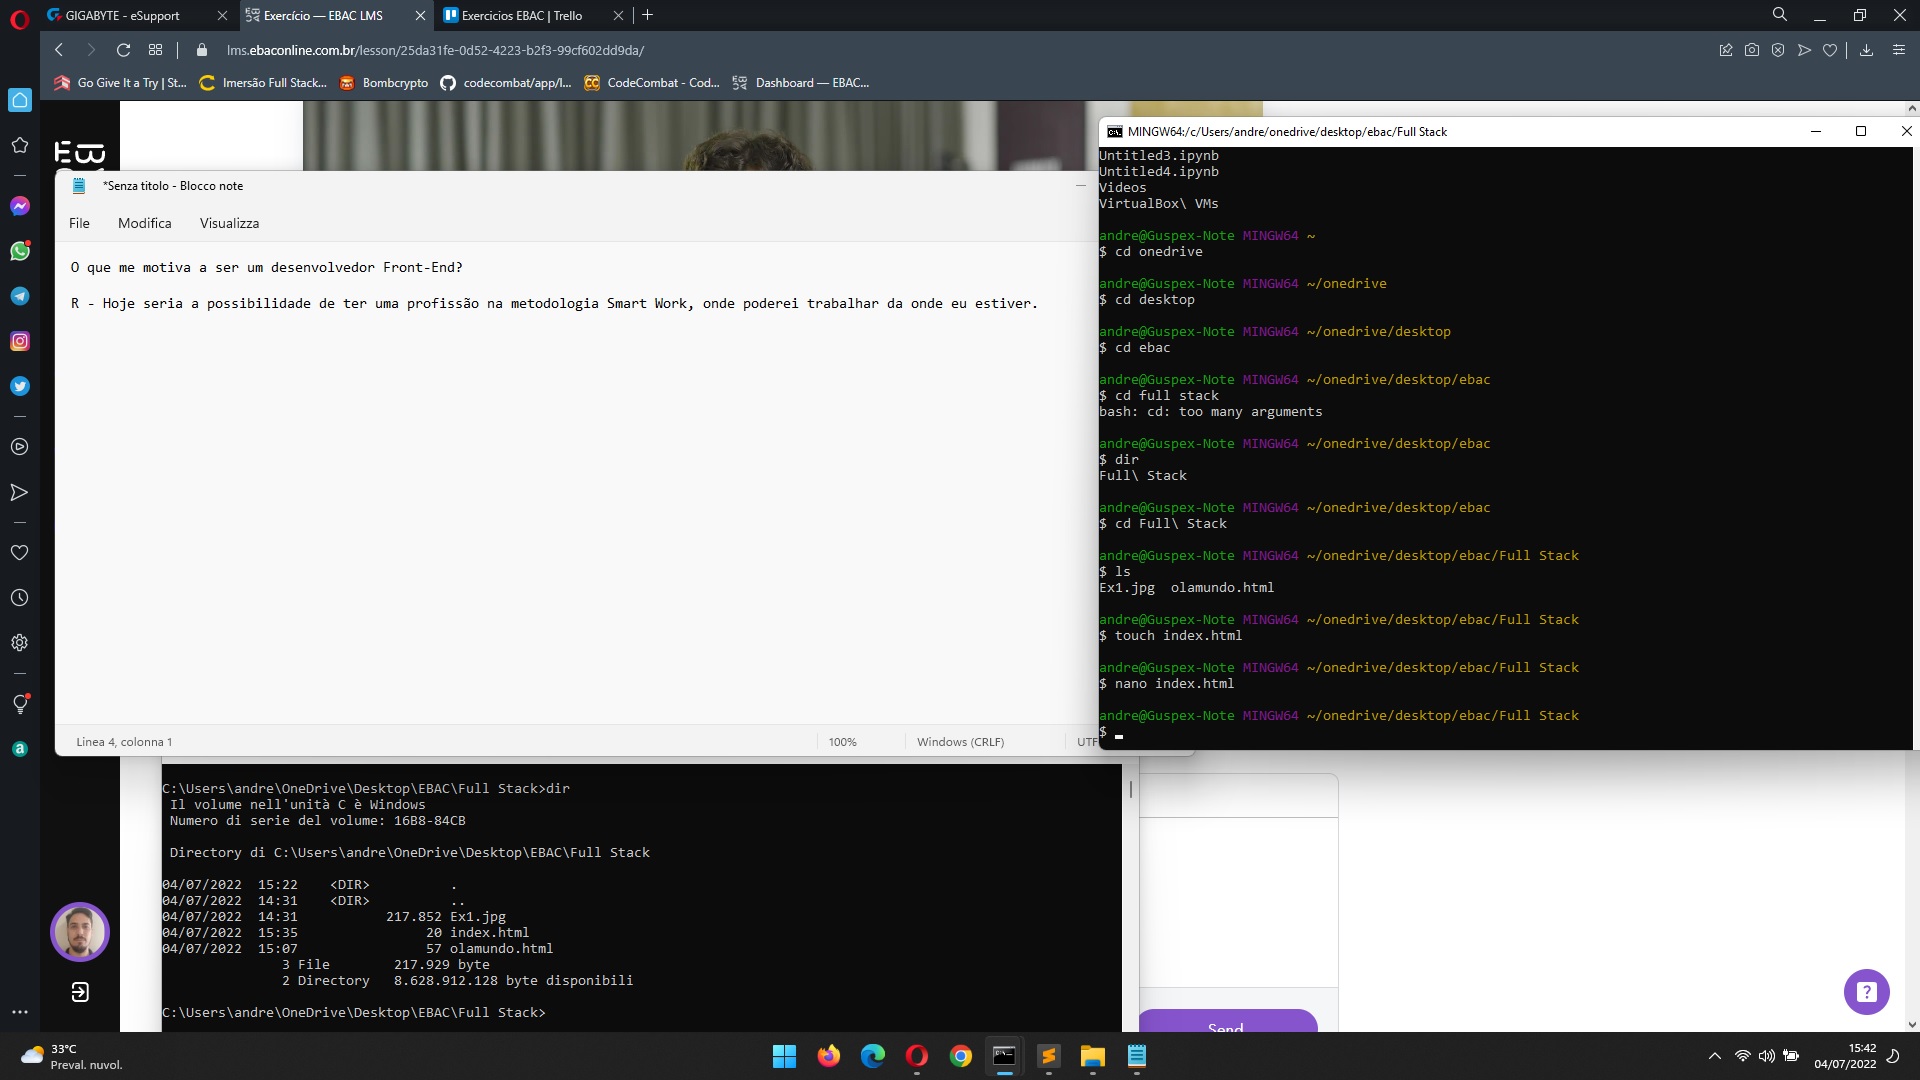 GIGABYTE - eSupport
Exercício — EBAC LMS
Exercicios EBAC | Trello
lms.ebaconline.com.br/lesson/25da31fe-0d52-4223-b2f3-99cf602dd9da/
Go Give It a Try | St...
Imersão Full Stack...
Bombcrypto
codecombat/app/l...
CodeCombat - Cod...
Dashboard — EBAC...
*Senza titolo - Blocco note
File Modifica Visualizza
O que me motiva a ser um desenvolvedor Front-End?
R - Hoje seria a possibilidade de ter uma profissão na metodologia Smart Work, onde poderei trabalhar da onde eu estiver.
Linea 4, colonna 1 100% Windows (CRLF) UTF
MINGW64:/c/Users/andre/onedrive/desktop/ebac/Full Stack
Untitled3.ipynb
Untitled4.ipynb
Videos
VirtualBox\ VMs
andre@Guspex-Note MINGW64 ~
$ cd onedrive
andre@Guspex-Note MINGW64 ~/onedrive
$ cd desktop
andre@Guspex-Note MINGW64 ~/onedrive/desktop
$ cd ebac
andre@Guspex-Note MINGW64 ~/onedrive/desktop/ebac
$ cd full stack
bash: cd: too many arguments
andre@Guspex-Note MINGW64 ~/onedrive/desktop/ebac
$ dir
Full\ Stack
andre@Guspex-Note MINGW64 ~/onedrive/desktop/ebac
$ cd Full\ Stack
andre@Guspex-Note MINGW64 ~/onedrive/desktop/ebac/Full Stack
$ ls
Ex1.jpg olamundo.html
andre@Guspex-Note MINGW64 ~/onedrive/desktop/ebac/Full Stack
$ touch index.html
andre@Guspex-Note MINGW64 ~/onedrive/desktop/ebac/Full Stack
$ nano index.html
andre@Guspex-Note MINGW64 ~/onedrive/desktop/ebac/Full Stack
$
C:\Users\andre\OneDrive\Desktop\EBAC\Full Stack>dir
Il volume nell'unità C è Windows
Numero di serie del volume: 16B8-84CB
Directory di C:\Users\andre\OneDrive\Desktop\EBAC\Full Stack
04/07/2022 15:22 <DIR> .
04/07/2022 14:31 <DIR> ..
04/07/2022 14:31 217.852 Ex1.jpg
04/07/2022 15:35 20 index.html
04/07/2022 15:07 57 olamundo.html
3 File 217.929 byte
2 Directory 8.628.912.128 byte disponibili
C:\Users\andre\OneDrive\Desktop\EBAC\Full Stack>
Send
33°C
Preval. nuvol.
15:42
04/07/2022